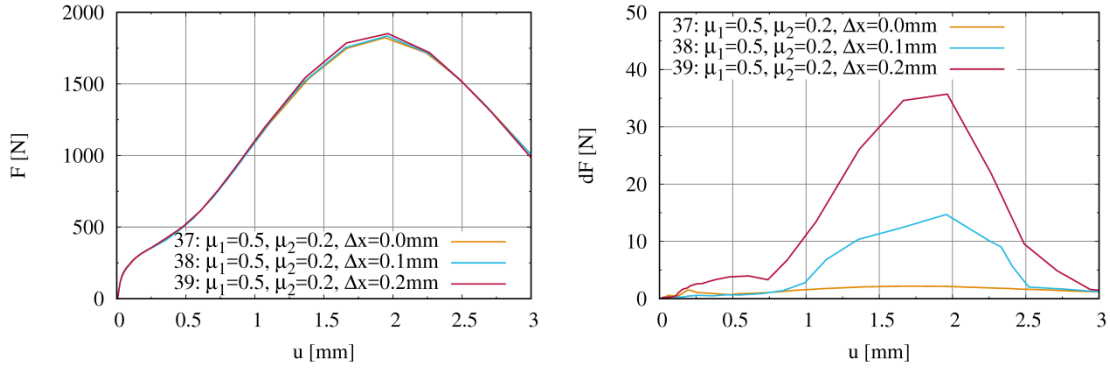 2000
1500
1000
500
0
F [N]
37: μ1=0.5, μ2=0.2, Δx=0.0mm
38: μ1=0.5, μ2=0.2, Δx=0.1mm
39: μ1=0.5, μ2=0.2, Δx=0.2mm
0 0.5 1 1.5 2 2.5 3
u [mm]
50
40
30
20
10
0
dF [N]
37: μ1=0.5, μ2=0.2, Δx=0.0mm
38: μ1=0.5, μ2=0.2, Δx=0.1mm
39: μ1=0.5, μ2=0.2, Δx=0.2mm
0 0.5 1 1.5 2 2.5 3
u [mm]